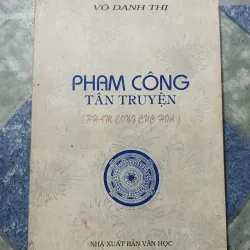 VÔ DANH THỊ
PHẠM CÔNG
TÂN TRUYỆN
( PHẠM CÔNG CÚC HOA )
NHÀ XUẤT BẢN VĂN HỌC